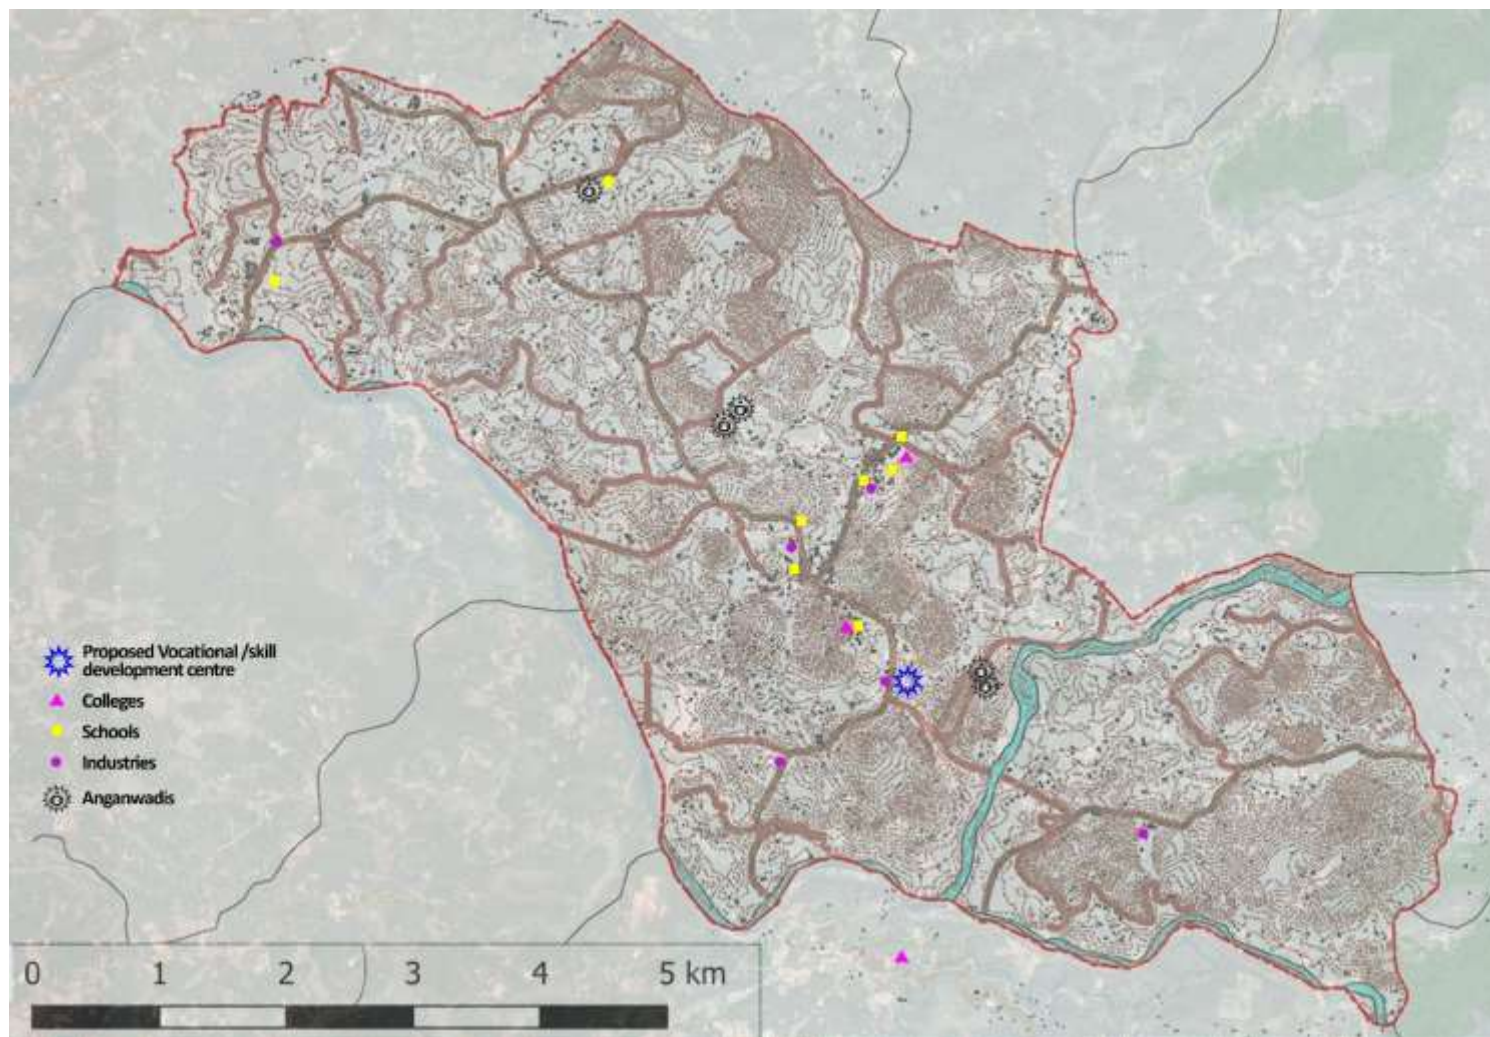 Proposed Vocational /skill
development centre
Colleges
Schools
Industries
Anganwadis
0 1 2 3 4 5 km